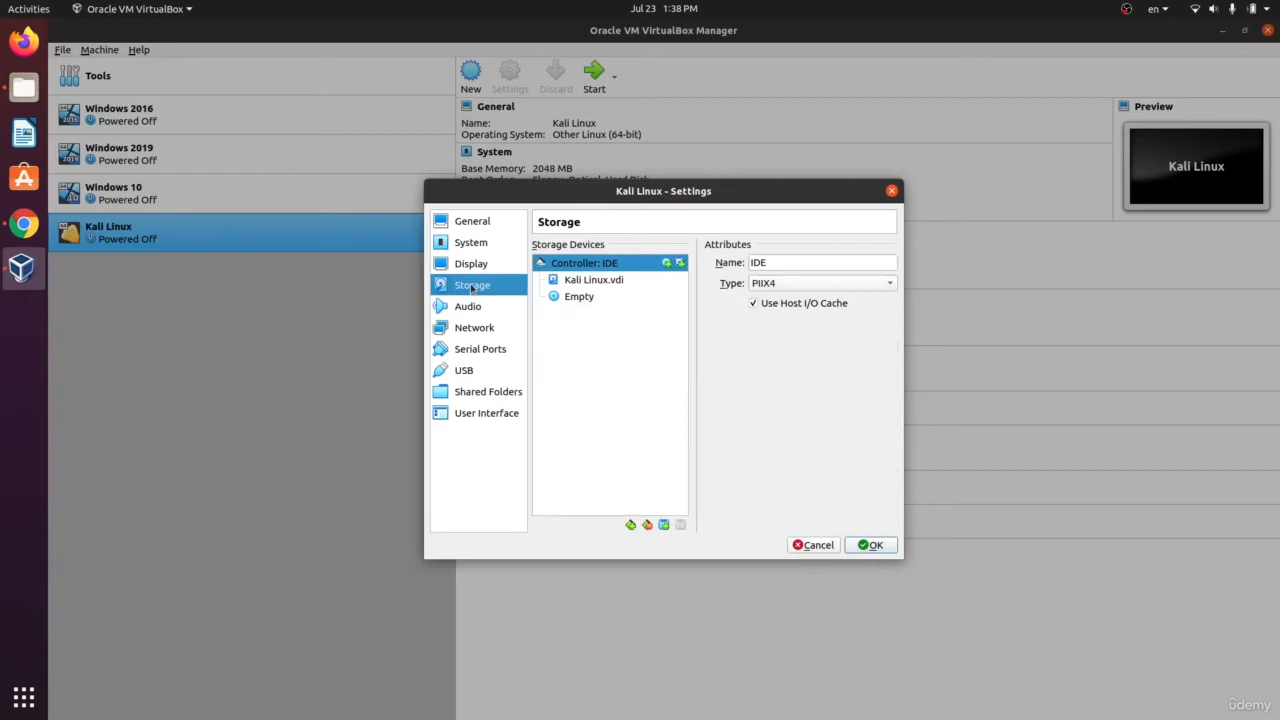 Activities
Oracle VM VirtualBox
Jul 23 1:38 PM
en
Oracle VM VirtualBox Manager
File Machine Help
Tools
New Settings Discard Start
Windows 2016
Powered Off
Windows 2019
Powered Off
Windows 10
Powered Off
Kali Linux
Powered Off
General
Name: Kali Linux
Operating System: Other Linux (64-bit)
System
Base Memory: 2048 MB
Preview
Kali Linux
Kali Linux - Settings
General
System
Display
Storage
Audio
Network
Serial Ports
USB
Shared Folders
User Interface
Storage
Storage Devices
Controller: IDE
Kali Linux.vdi
Empty
Attributes
Name: IDE
Type: PIIX4
Use Host I/O Cache
Cancel
OK
ûdemy